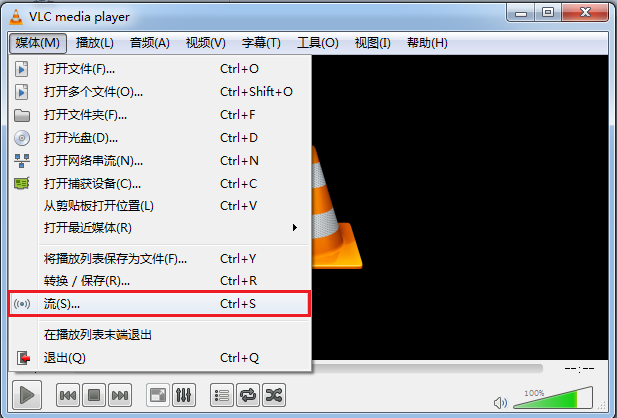 VLC media player
媒体(M) 播放(L) 音频(A) 视频(V) 字幕(T) 工具(O) 视图(I) 帮助(H)
打开文件(F)... Ctrl+O
打开多个文件(O)... Ctrl+Shift+O
打开文件夹(F)... Ctrl+F
打开光盘(D)... Ctrl+D
打开网络串流(N)... Ctrl+N
打开捕获设备(C)... Ctrl+C
从剪贴板打开位置(L) Ctrl+V
打开最近媒体(R)
将播放列表保存为文件(F)... Ctrl+Y
转换 / 保存(R)... Ctrl+R
流(S)... Ctrl+S
在播放列表末端退出
退出(Q) Ctrl+Q
--:--
100%